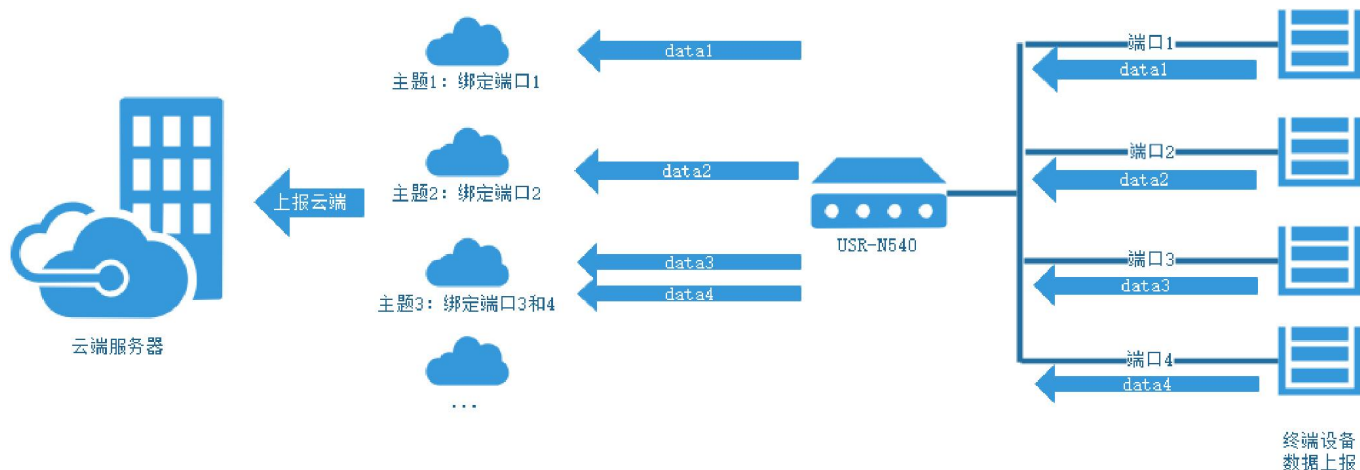 data1
主题1: 绑定端口1
端口1
data1
data2
主题2: 绑定端口2
端口2
data2
上报云端
USR-N540
data3
data4
主题3: 绑定端口3和4
端口3
data3
云端服务器
...
端口4
data4
终端设备
数据上报